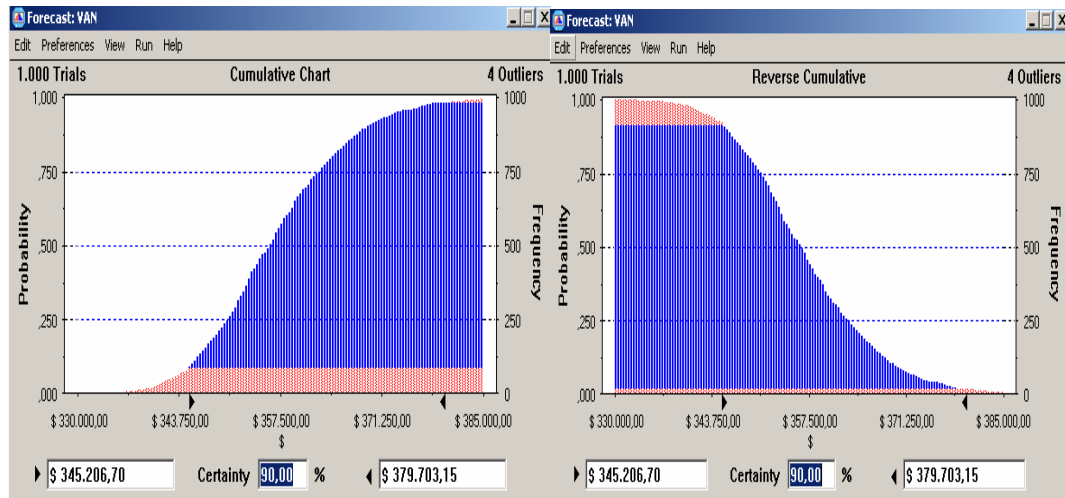 Forecast: VAN
Edit Preferences View Run Help
1.000 Trials Cumulative Chart 4 Outliers
1,000 1000
,750 750
,500 500
,250 250
,000 0
Probability
Frequency
$ 330.000,00 $ 343.750,00 $ 357.500,00 $ 371.250,00 $ 385.000,00
$
$ 345.206,70 Certainty 90,00 % $ 379.703,15
Forecast: VAN
Edit Preferences View Run Help
1.000 Trials Reverse Cumulative 4 Outliers
1,000 1000
,750 750
,500 500
,250 250
,000 0
Probability
Frequency
$ 330.000,00 $ 343.750,00 $ 357.500,00 $ 371.250,00 $ 385.000,00
$
$ 345.206,70 Certainty 90,00 % $ 379.703,15